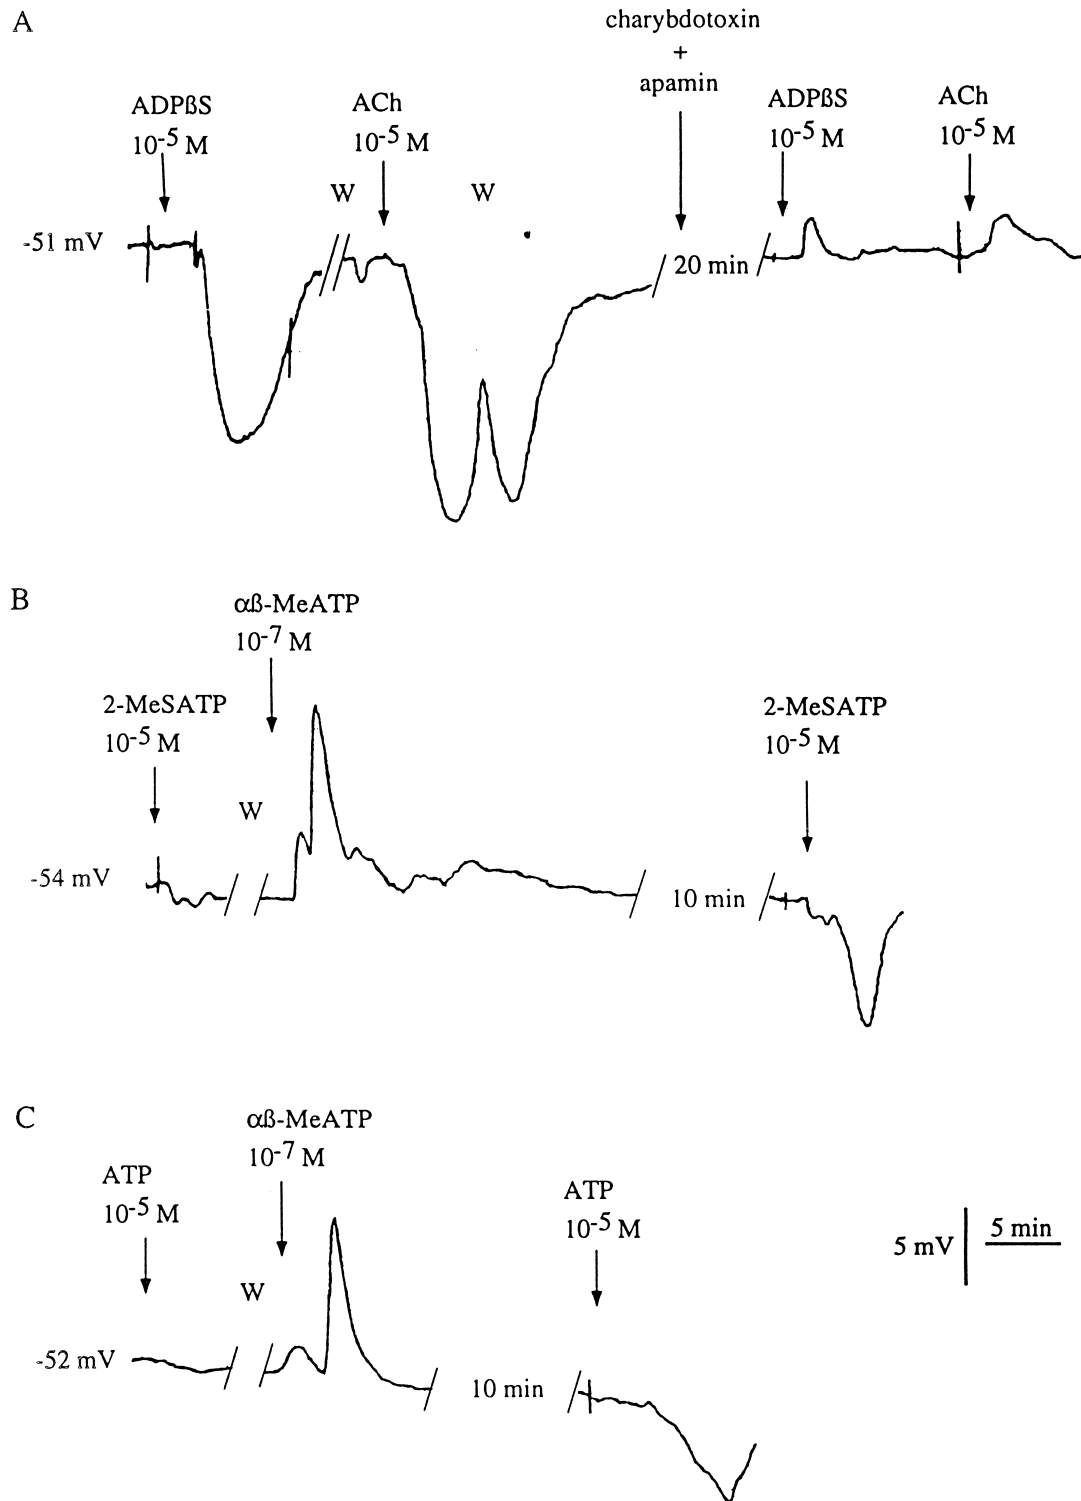 A
charybdotoxin
+
apamin
ADPßS
10-5 M
ACh
10-5 M
ADPßS
10-5 M
ACh
10-5 M
W
W
-51 mV
20 min
B
αß-MeATP
10-7 M
2-MeSATP
10-5 M
2-MeSATP
10-5 M
W
-54 mV
10 min
C
αß-MeATP
10-7 M
ATP
10-5 M
ATP
10-5 M
5 mV
5 min
W
-52 mV
10 min